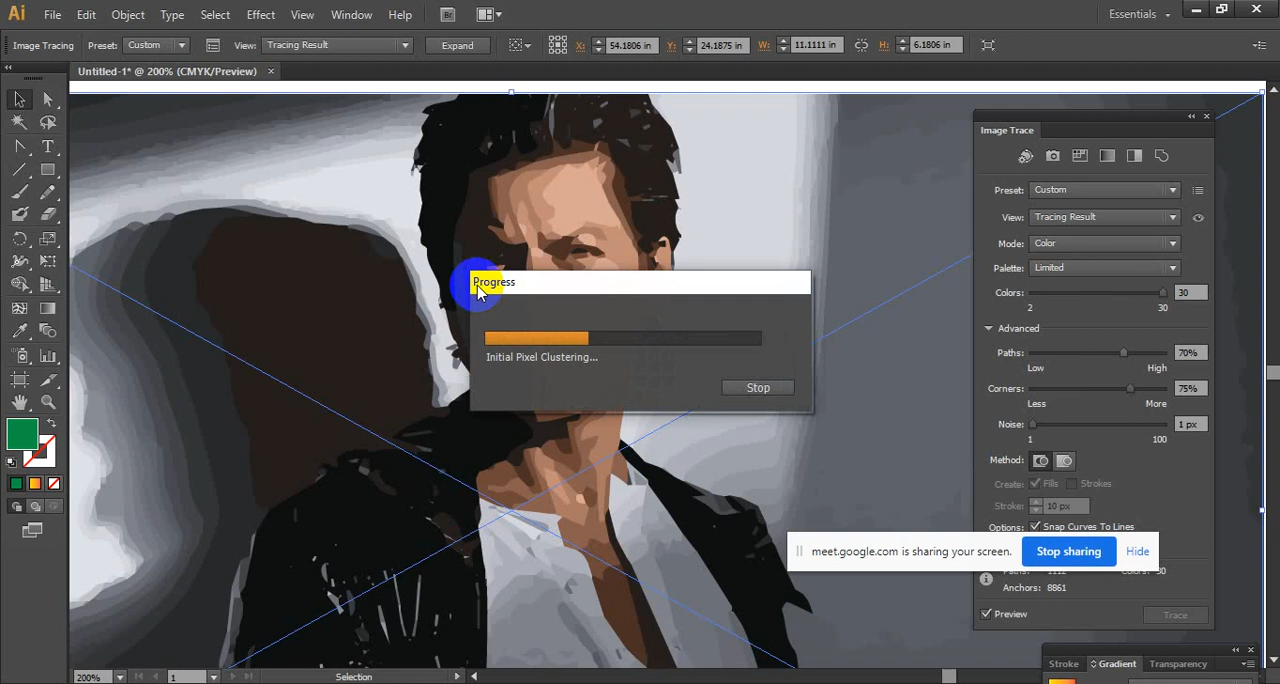 Ai File Edit Object Type Select Effect View Window Help Br Essentials
Image Tracing Preset: Custom View: Tracing Result Expand X: 54.1806 in Y: 24.1875 in W: 11.1111 in H: 6.1806 in
Untitled-1* @ 200% (CMYK/Preview)
Image Trace
Preset: Custom
View: Tracing Result
Mode: Color
Palette: Limited
Colors: 30
2 30
Advanced
Paths: 70%
Low High
Corners: 75%
Less More
Noise: 1 px
1 100
Method:
Create: Fills Strokes
Stroke: 10 px
Options: Snap Curves To Lines
Anchors: 8861
Preview Trace
Progress
Initial Pixel Clustering...
Stop
meet.google.com is sharing your screen. Stop sharing Hide
Stroke Gradient Transparency
200% 1 Selection